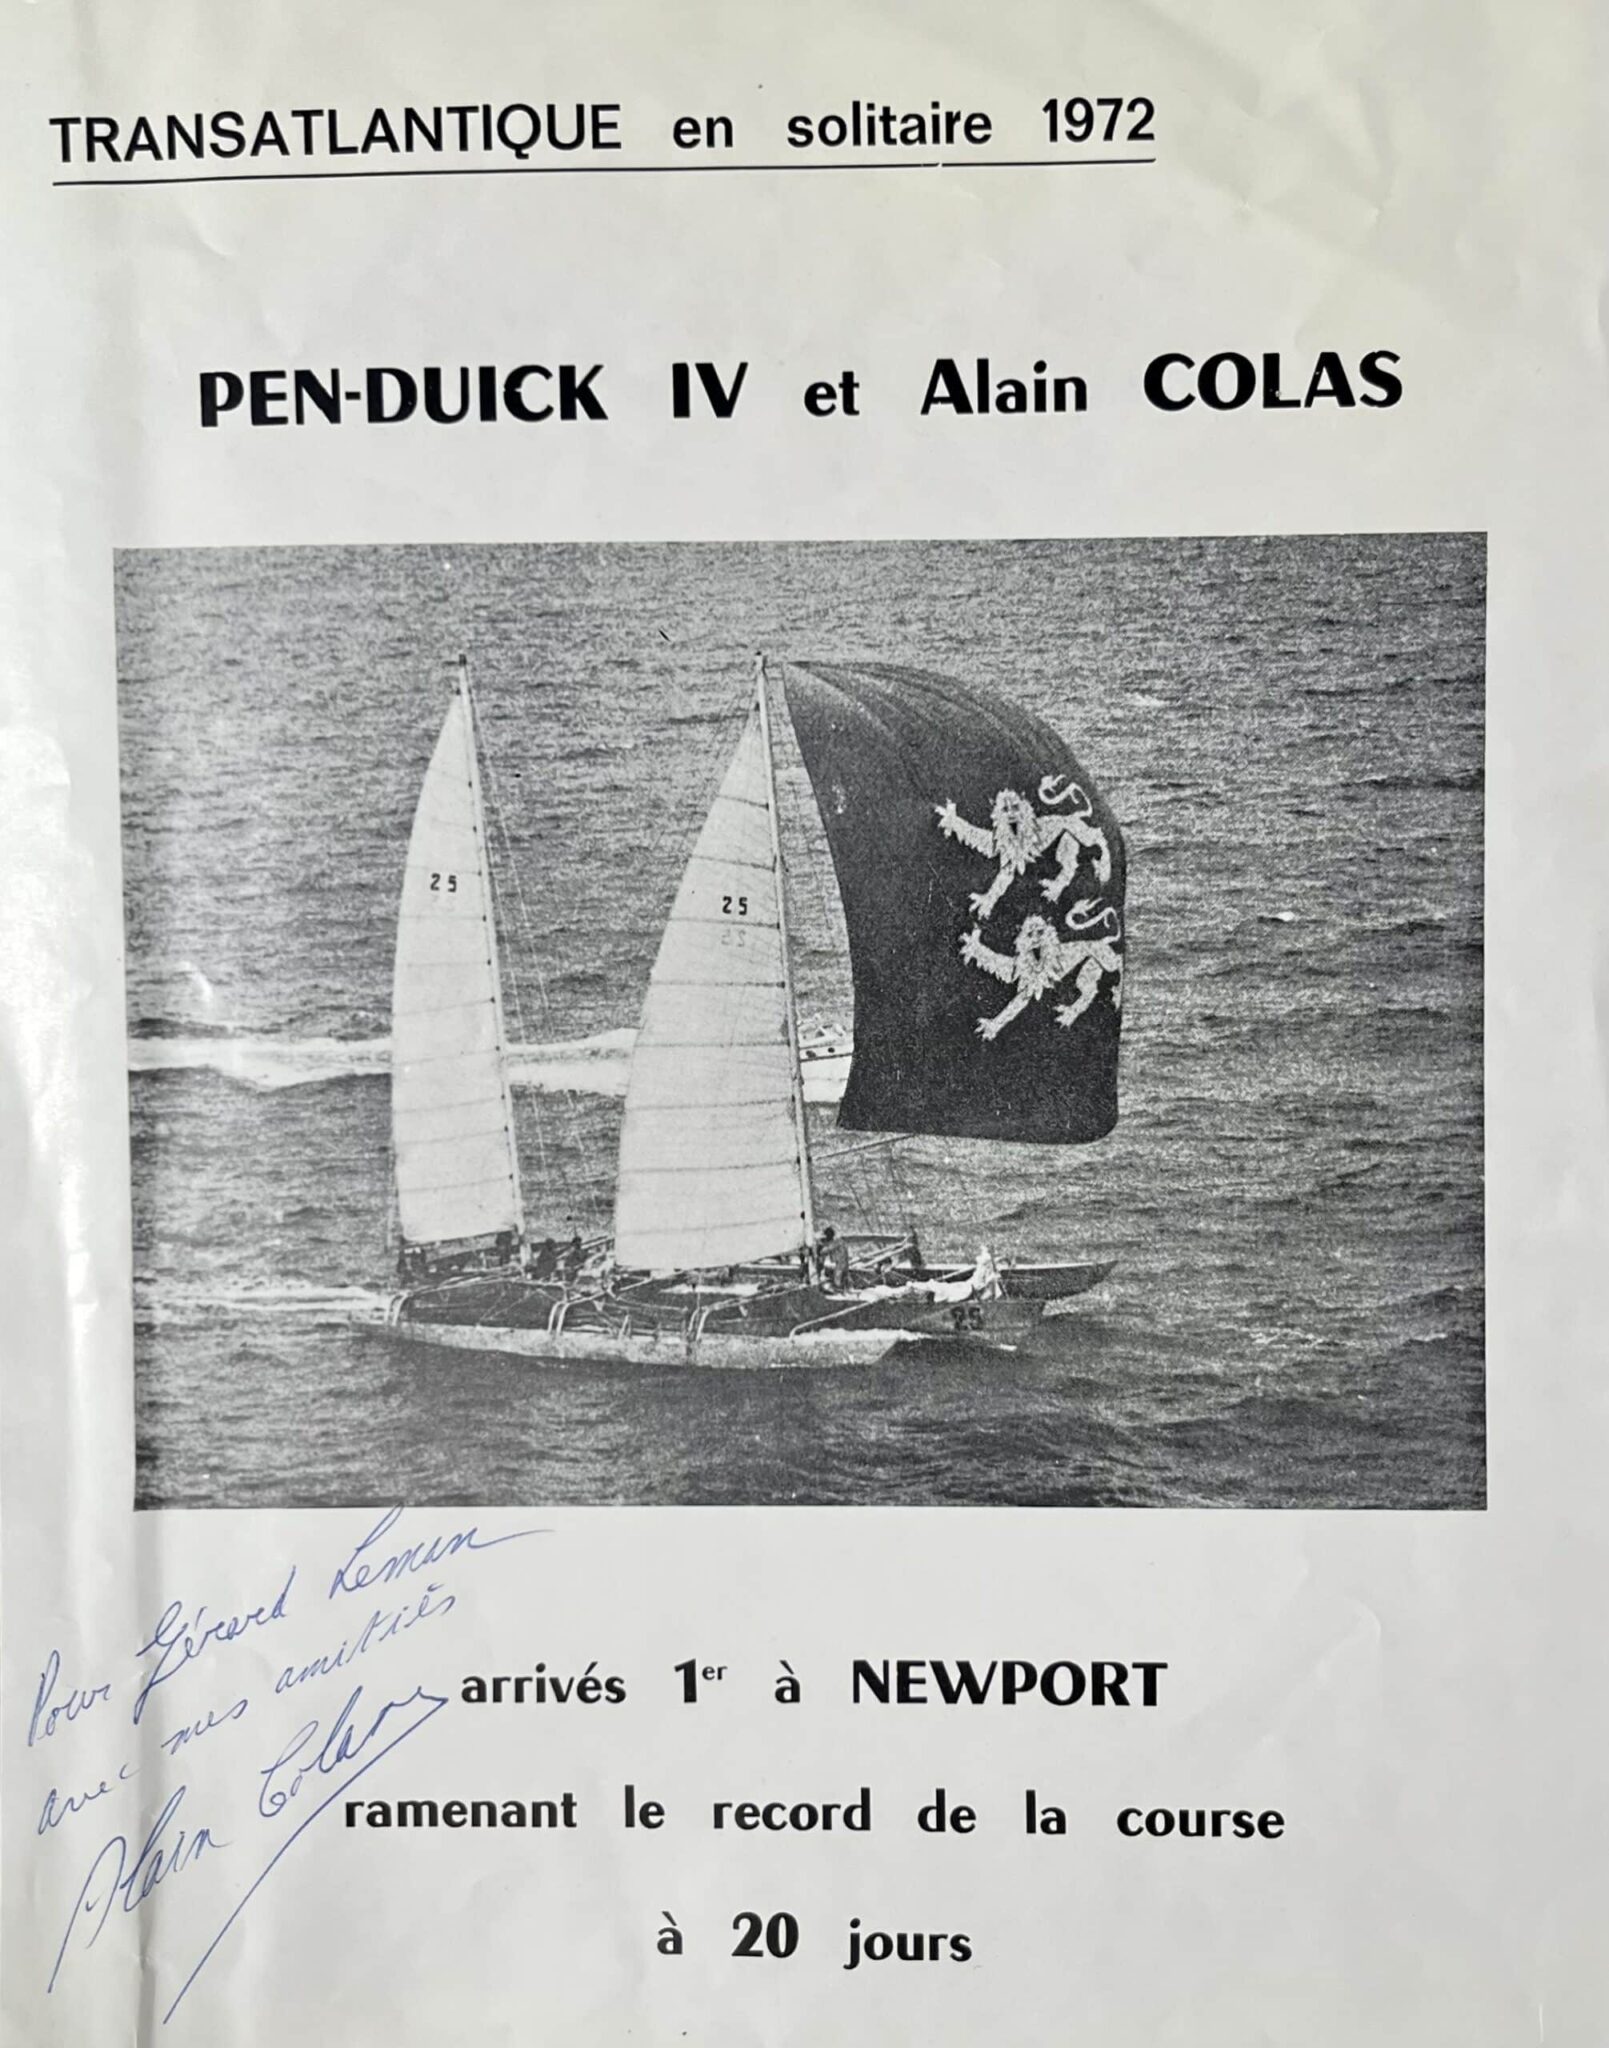 TRANSATLANTIQUE en solitaire 1972
PEN-DUICK IV et Alain COLAS
25
25
25
Pour Gérard Leman
avec mes amitiés
Alain Colas
arrivés 1er à NEWPORT
ramenant le record de la course
à 20 jours